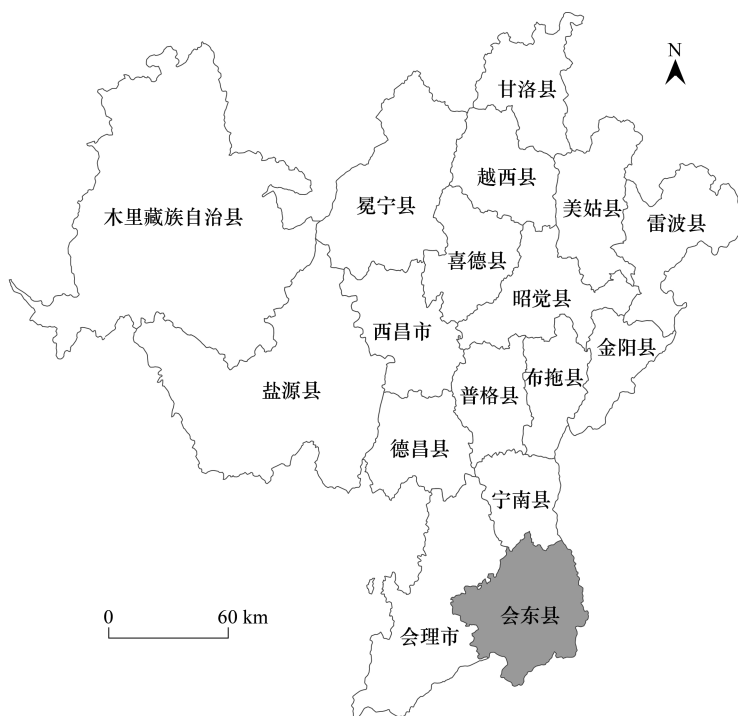 N
甘洛县
越西县
美姑县
木里藏族自治县
冕宁县
雷波县
喜德县
昭觉县
西昌市
金阳县
盐源县
普格县
布拖县
德昌县
宁南县
会东县
会理市
0 60 km